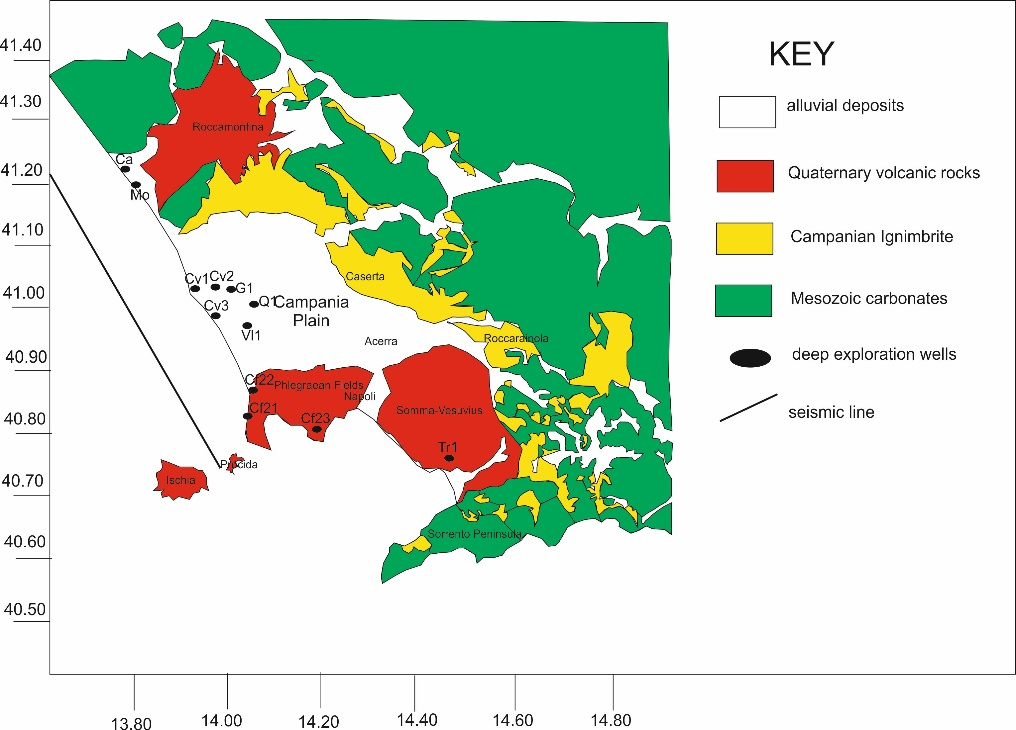 KEY
alluvial deposits
Quaternary volcanic rocks
Campanian Ignimbrite
Mesozoic carbonates
deep exploration wells
seismic line
41.40
41.30
41.20
41.10
41.00
40.90
40.80
40.70
40.60
40.50
Roccamonfina
Ca
Mo
Caserta
Cv1
Cv2
G1
Q1
Campania
Plain
Cv3
Vl1
Acerra
Roccarainola
Cf22
Phlegraean Fields
Napoli
Cf21
Cf23
Somma-Vesuvius
Tr1
Procida
Ischia
Sorrento Peninsula
13.80
14.00
14.20
14.40
14.60
14.80